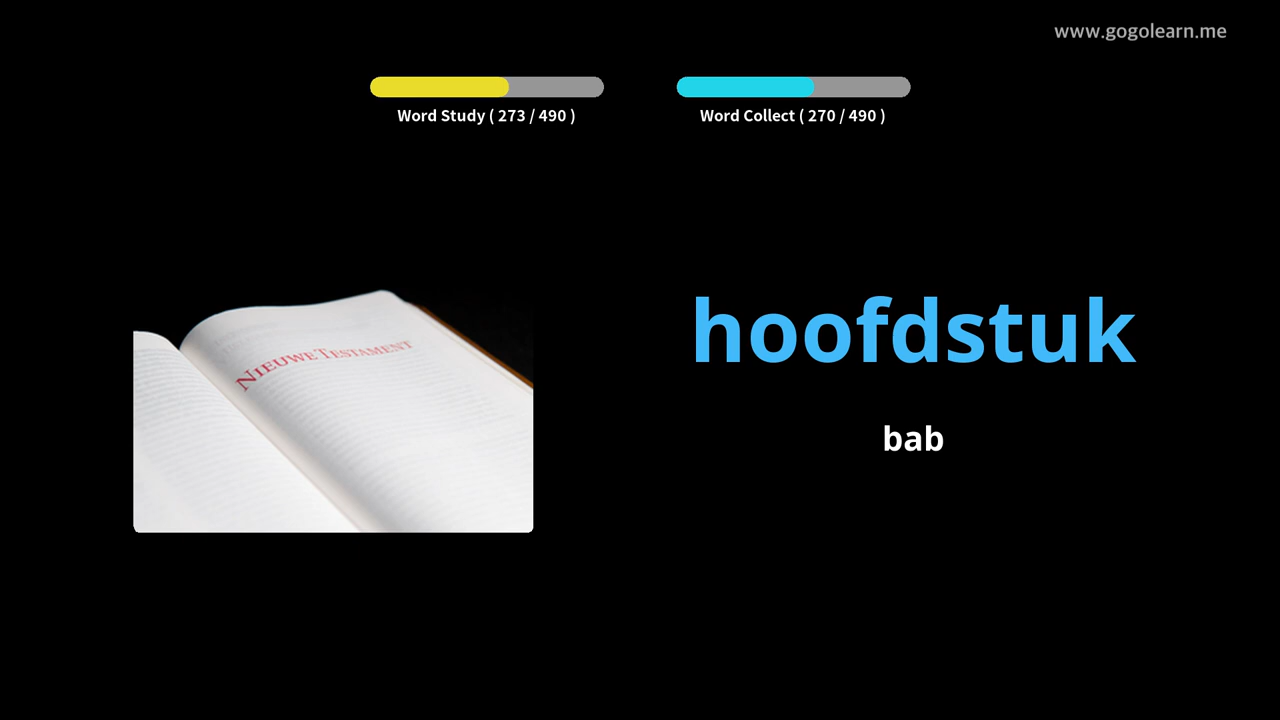 www.gogolearn.me
Word Study ( 273 / 490 )
Word Collect ( 270 / 490 )
NIEUWE TESTAMENT
hoofdstuk
bab